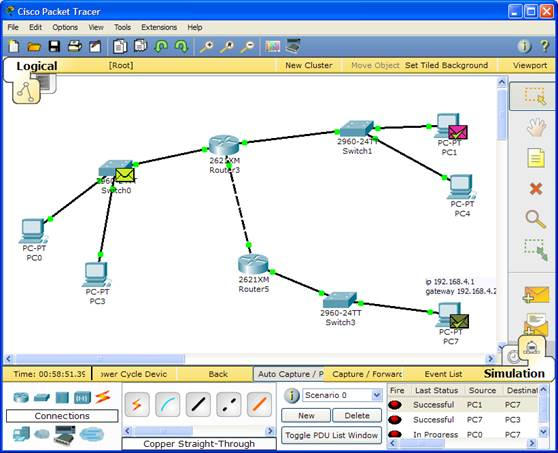 Cisco Packet Tracer
File Edit Options View Tools Extensions Help
Logical [Root] New Cluster Move Object Set Tiled Background Viewport
2960-24TT
Switch1
PC-PT
PC1
2621XM
Router3
Switch0
PC-PT
PC4
PC-PT
PC0
PC-PT
PC3
2621XM
Router5
ip 192.168.4.1
gateway 192.168.4.2
2960-24TT
Switch3
PC-PT
PC7
Time: 00:58:51.39 ower Cycle Devic Back Auto Capture / P Capture / Forward Event List Simulation
Connections
Copper Straight-Through
Scenario 0
New Delete
Toggle PDU List Window
Fire Last Status Source Destinat
Successful PC1 PC7
Successful PC7 PC3
In Progress PC0 PC7